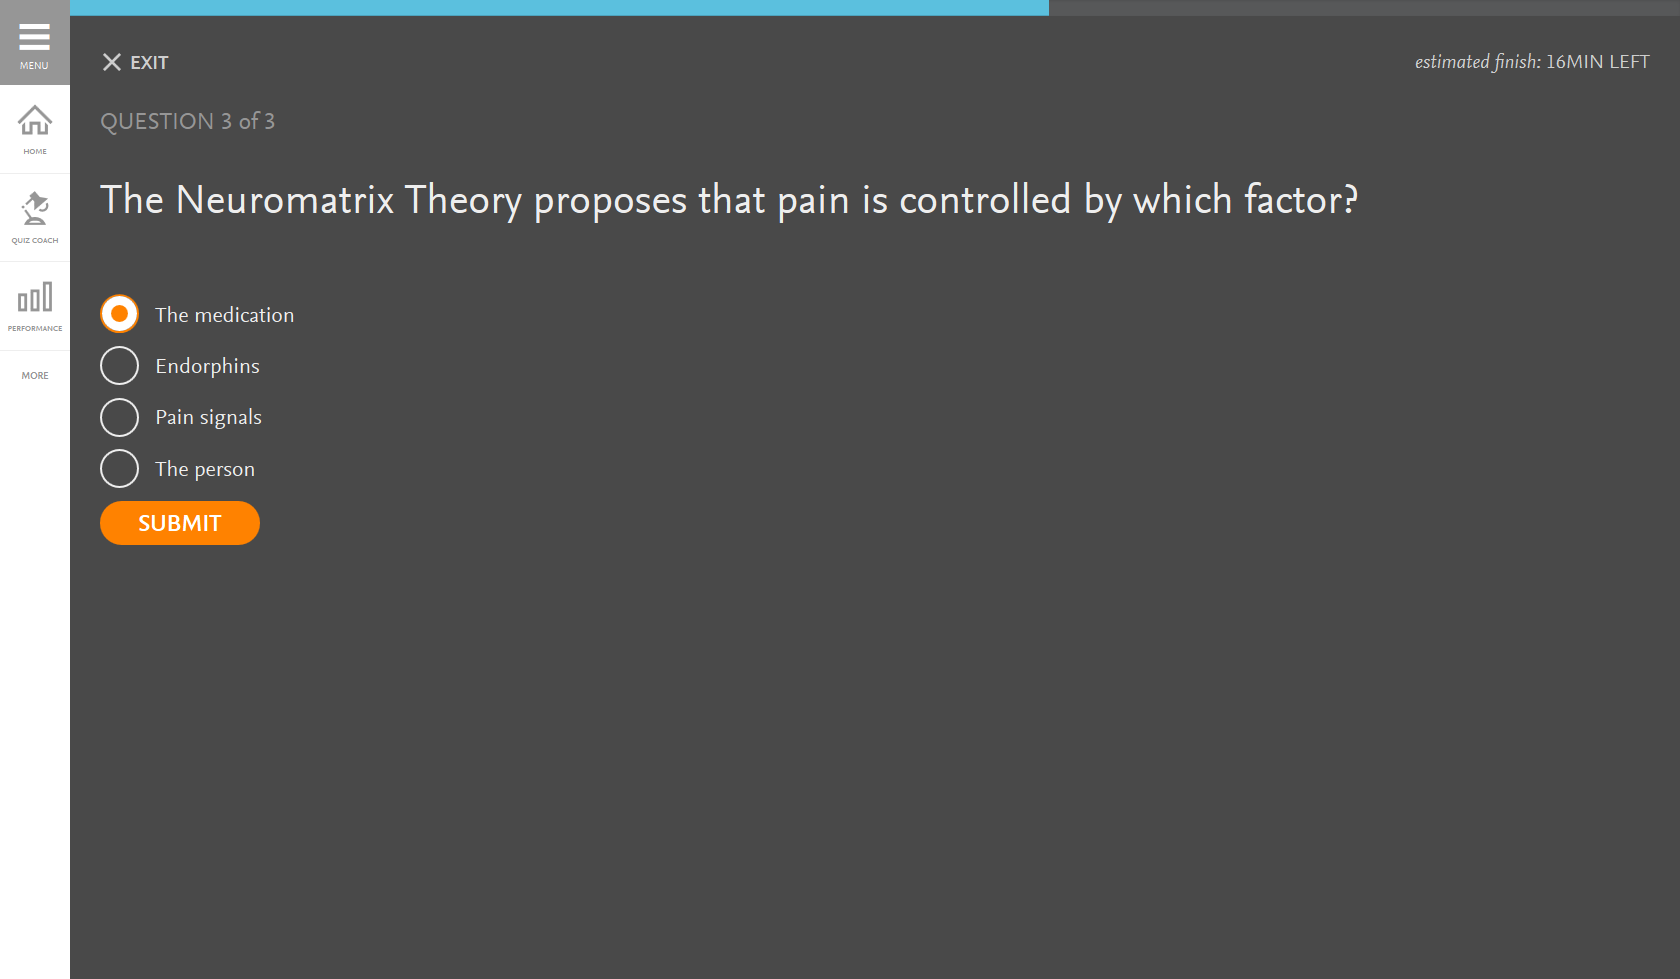 MENU
HOME
QUIZ COACH
PERFORMANCE
MORE
EXIT
estimated finish: 16MIN LEFT
QUESTION 3 of 3
The Neuromatrix Theory proposes that pain is controlled by which factor?
The medication
Endorphins
Pain signals
The person
SUBMIT